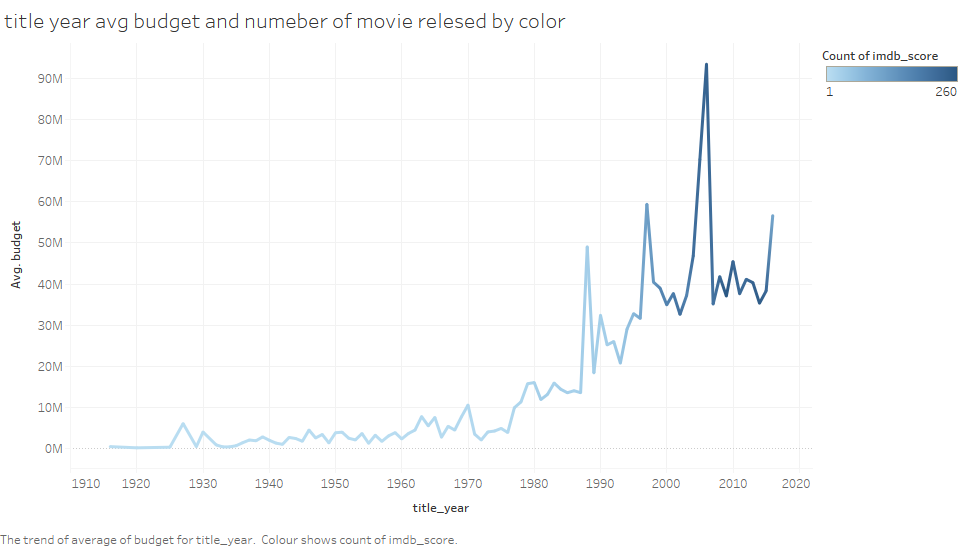 title year avg budget and numeber of movie relesed by color
Count of imdb_score
1 260
90M
80M
70M
60M
50M
40M
30M
20M
10M
0M
Avg. budget
1910 1920 1930 1940 1950 1960 1970 1980 1990 2000 2010 2020
title_year
The trend of average of budget for title_year. Colour shows count of imdb_score.